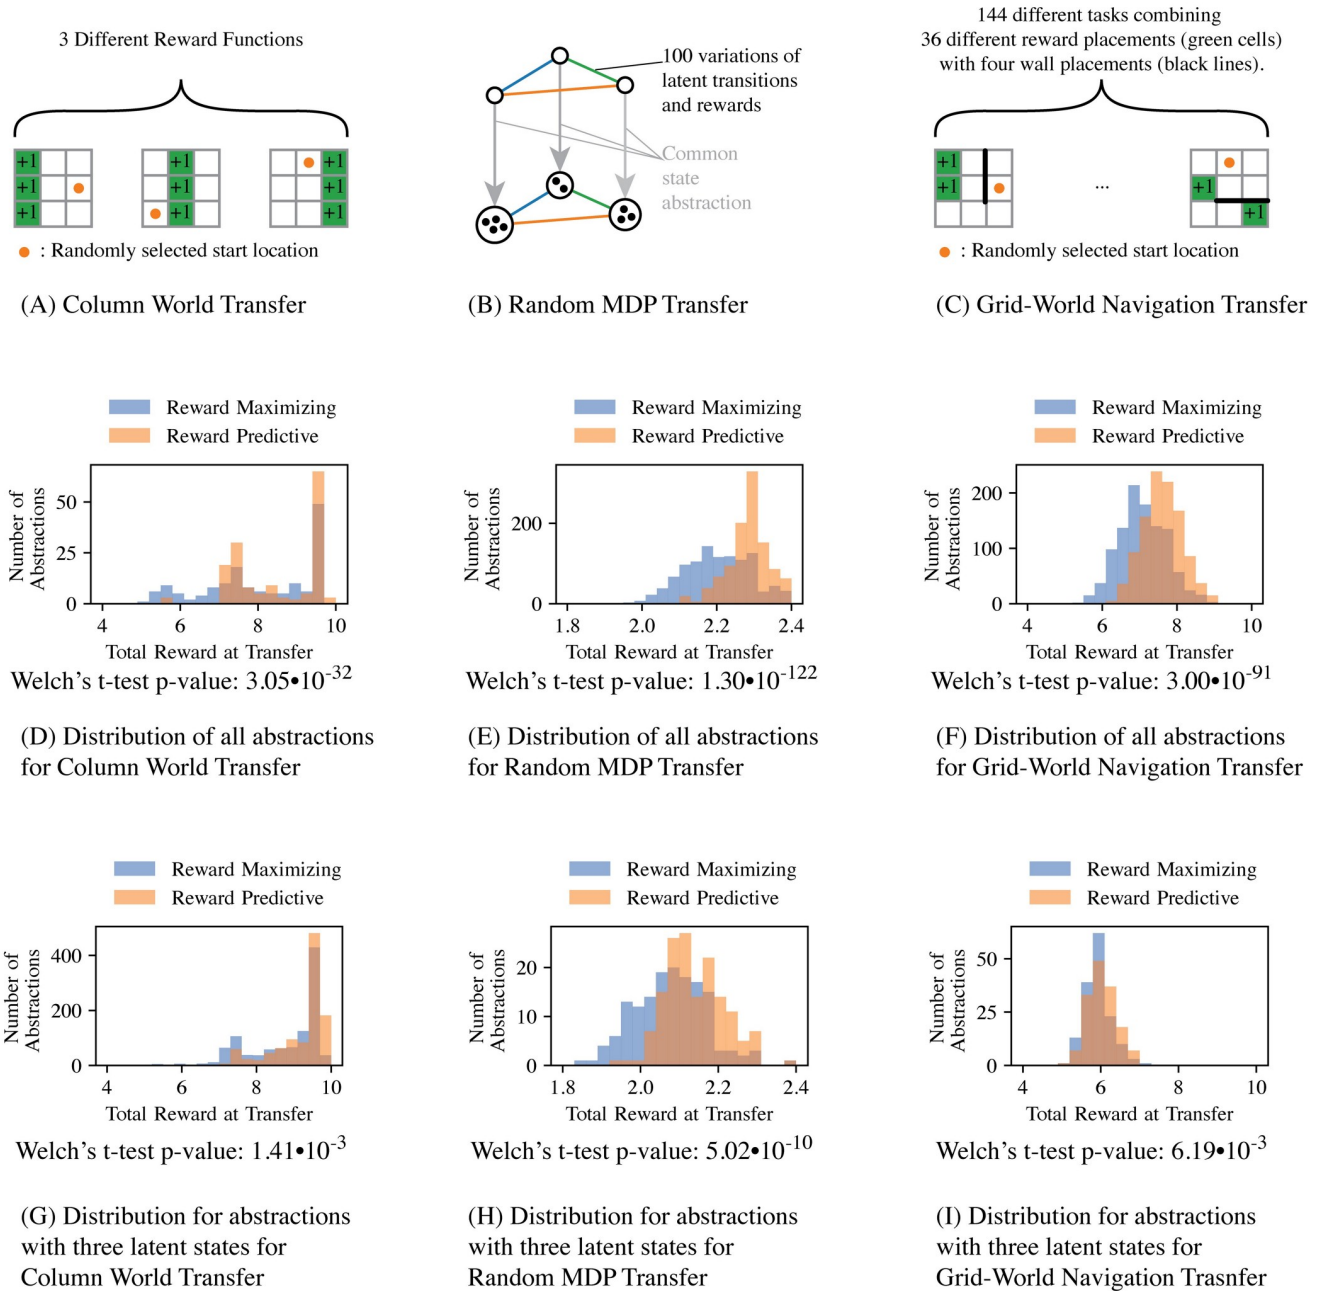 3 Different Reward Functions
+1
+1
+1
+1
+1
+1
+1
+1
+1
: Randomly selected start location
(A) Column World Transfer
100 variations of
latent transitions
and rewards
Common
state
abstraction
(B) Random MDP Transfer
144 different tasks combining
36 different reward placements (green cells)
with four wall placements (black lines).
+1
+1
...
+1
+1
: Randomly selected start location
(C) Grid-World Navigation Transfer
Reward Maximizing
Reward Predictive
Number of
Abstractions
50
25
0
4 6 8 10
Total Reward at Transfer
Welch's t-test p-value: 3.05•10-32
(D) Distribution of all abstractions
for Column World Transfer
Reward Maximizing
Reward Predictive
Number of
Abstractions
200
0
1.8 2.0 2.2 2.4
Total Reward at Transfer
Welch's t-test p-value: 1.30•10-122
(E) Distribution of all abstractions
for Random MDP Transfer
Reward Maximizing
Reward Predictive
Number of
Abstractions
200
100
0
4 6 8 10
Total Reward at Transfer
Welch's t-test p-value: 3.00•10-91
(F) Distribution of all abstractions
for Grid-World Navigation Transfer
Reward Maximizing
Reward Predictive
Number of
Abstractions
400
200
0
4 6 8 10
Total Reward at Transfer
Welch's t-test p-value: 1.41•10-3
(G) Distribution for abstractions
with three latent states for
Column World Transfer
Reward Maximizing
Reward Predictive
Number of
Abstractions
20
10
0
1.8 2.0 2.2 2.4
Total Reward at Transfer
Welch's t-test p-value: 5.02•10-10
(H) Distribution for abstractions
with three latent states for
Random MDP Transfer
Reward Maximizing
Reward Predictive
Number of
Abstractions
50
25
0
4 6 8 10
Total Reward at Transfer
Welch's t-test p-value: 6.19•10-3
(I) Distribution for abstractions
with three latent states for
Grid-World Navigation Trasnfer